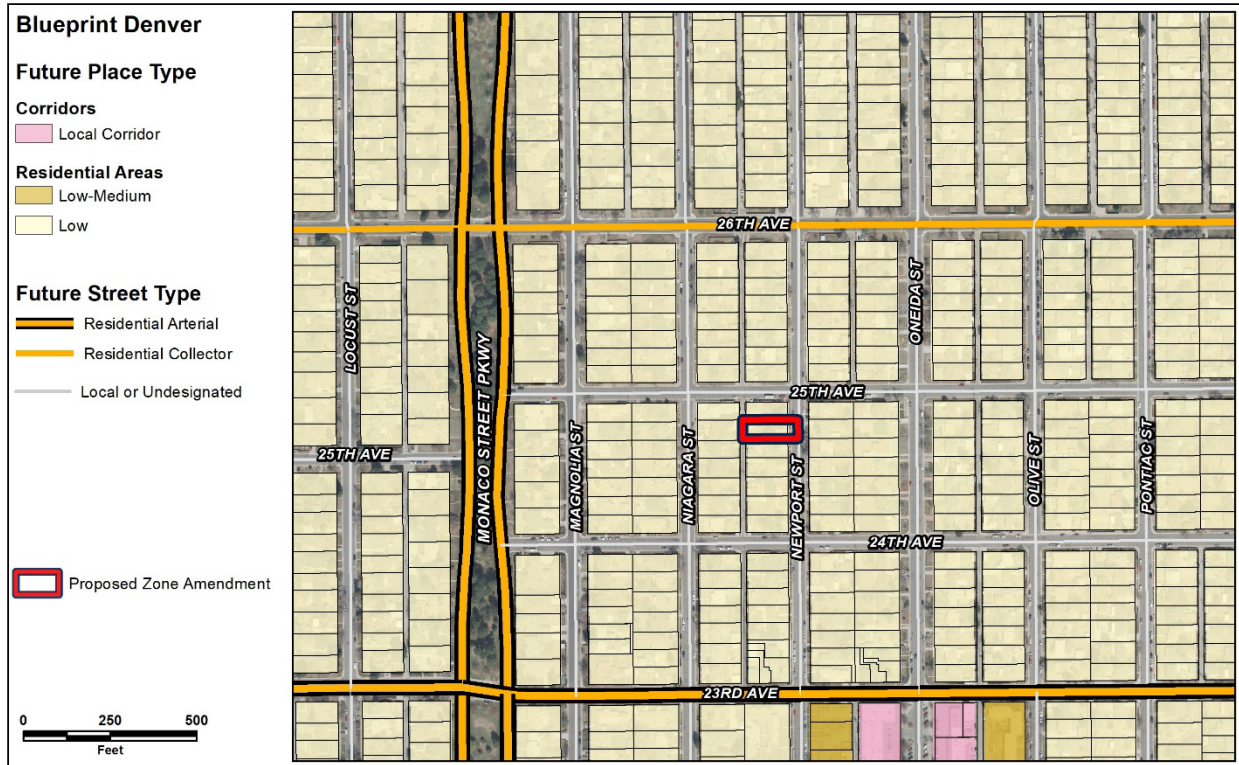 Blueprint Denver
Future Place Type
Corridors
Local Corridor
Residential Areas
Low-Medium
Low
Future Street Type
Residential Arterial
Residential Collector
Local or Undesignated
Proposed Zone Amendment
0 250 500
Feet
26TH AVE
LOCUST ST
ONEIDA ST
25TH AVE
MONACO STREET PKWY
25TH AVE
MAGNOLIA ST
NIAGARA ST
NEWPORT ST
OLIVE ST
PONTIAC ST
24TH AVE
23RD AVE